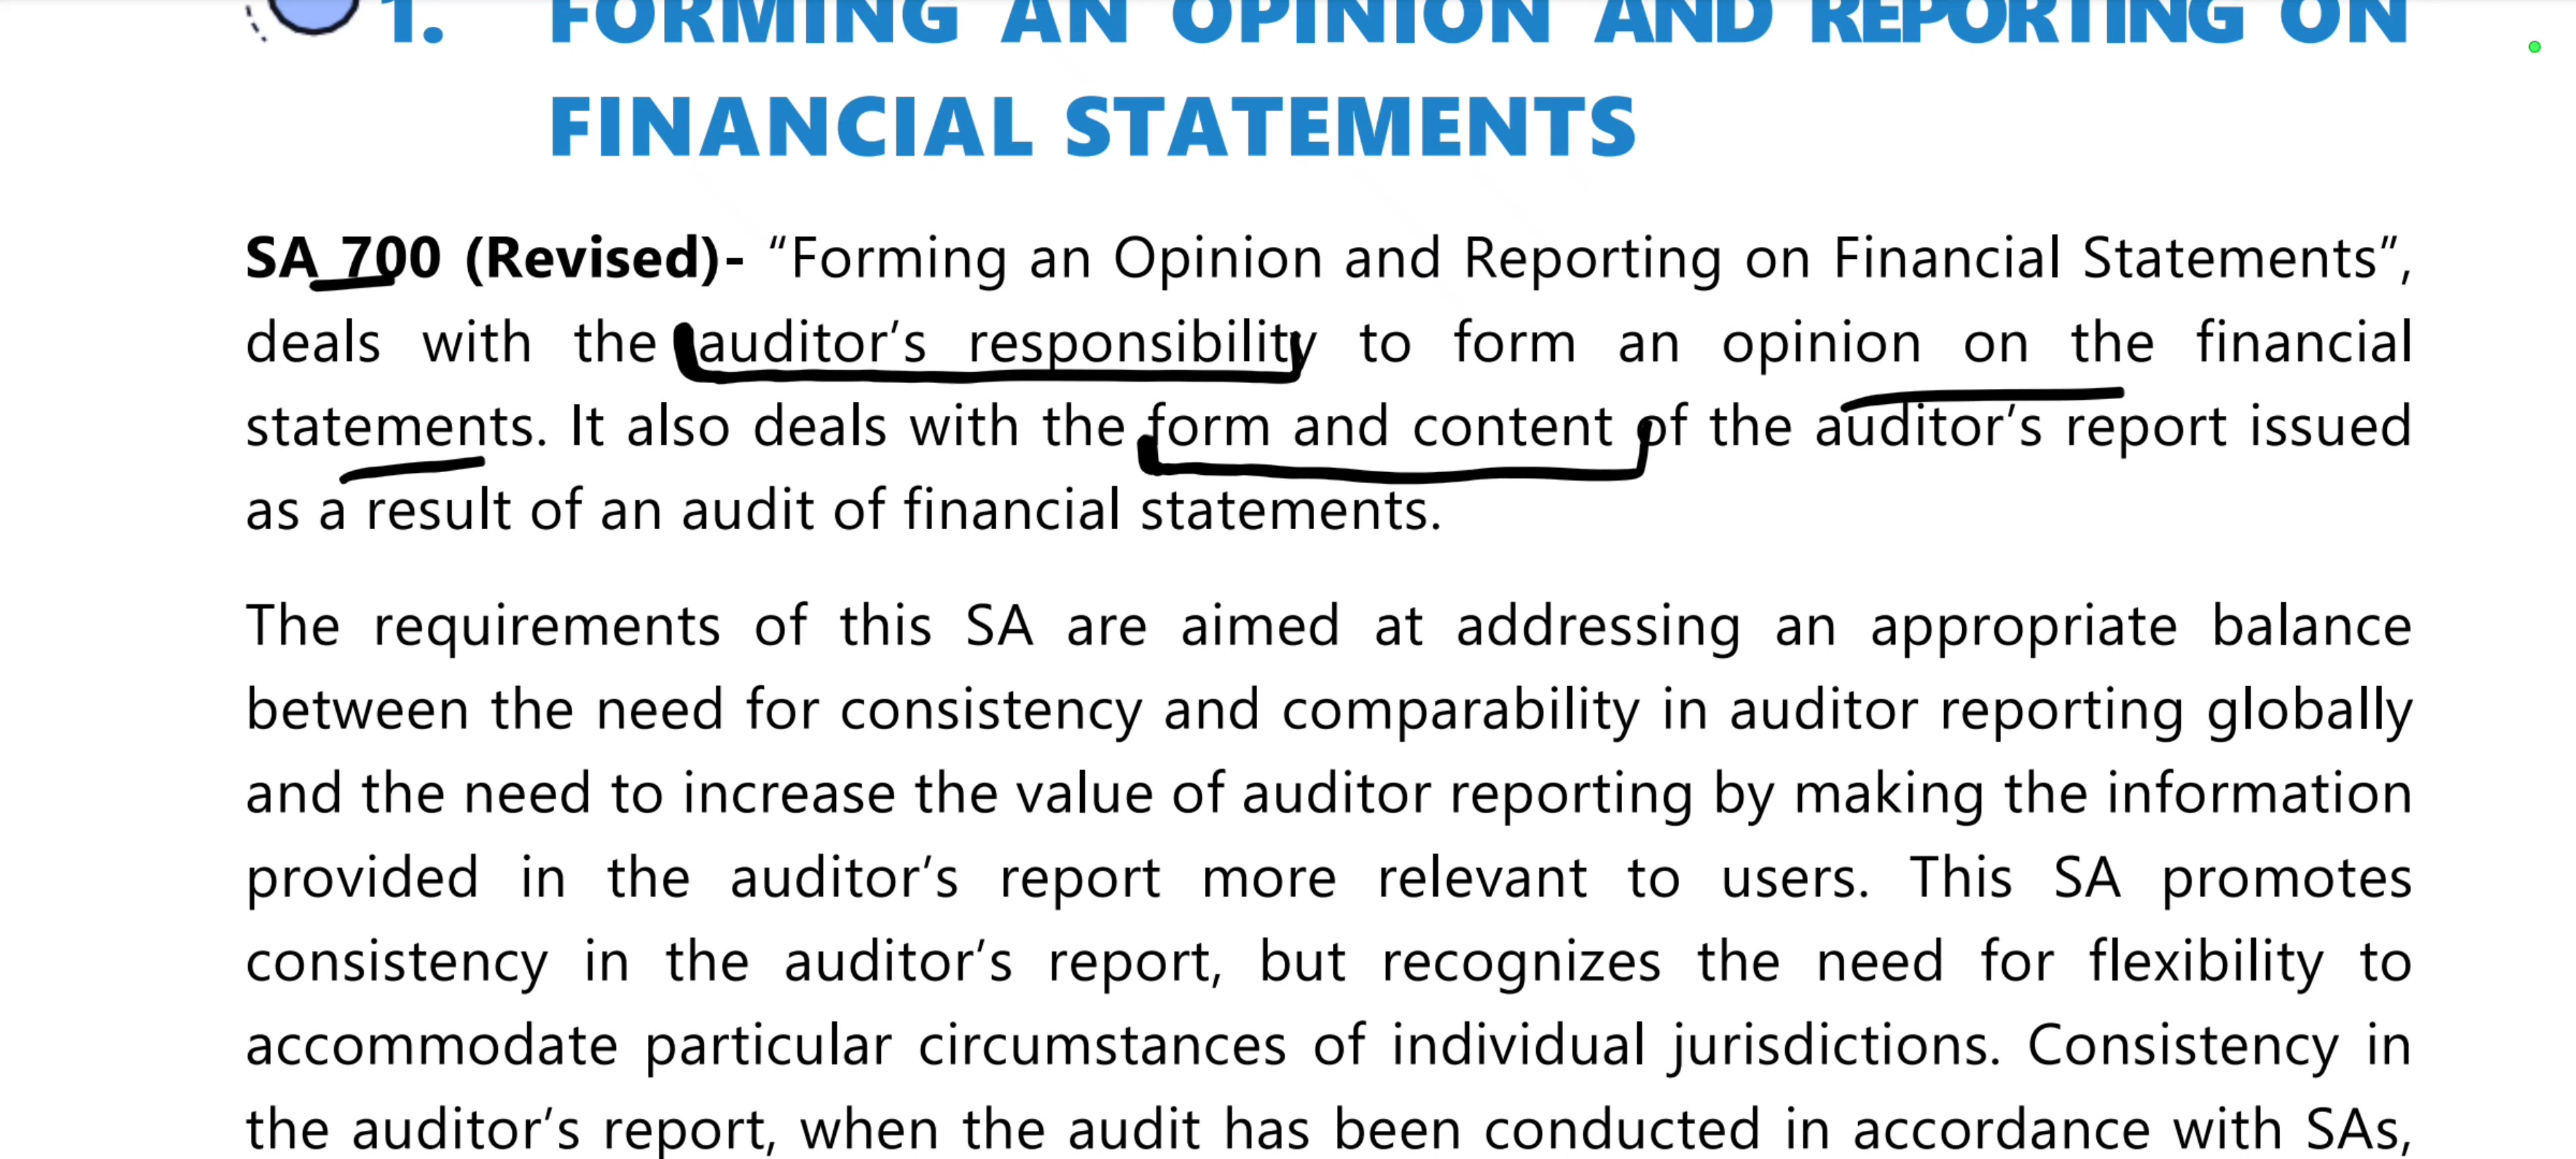 1. FORMING AN OPINION AND REPORTING ON
FINANCIAL STATEMENTS
SA 700 (Revised)- “Forming an Opinion and Reporting on Financial Statements”,
deals with the auditor’s responsibility to form an opinion on the financial
statements. It also deals with the form and content of the auditor’s report issued
as a result of an audit of financial statements.
The requirements of this SA are aimed at addressing an appropriate balance
between the need for consistency and comparability in auditor reporting globally
and the need to increase the value of auditor reporting by making the information
provided in the auditor’s report more relevant to users. This SA promotes
consistency in the auditor’s report, but recognizes the need for flexibility to
accommodate particular circumstances of individual jurisdictions. Consistency in
the auditor’s report, when the audit has been conducted in accordance with SAs,